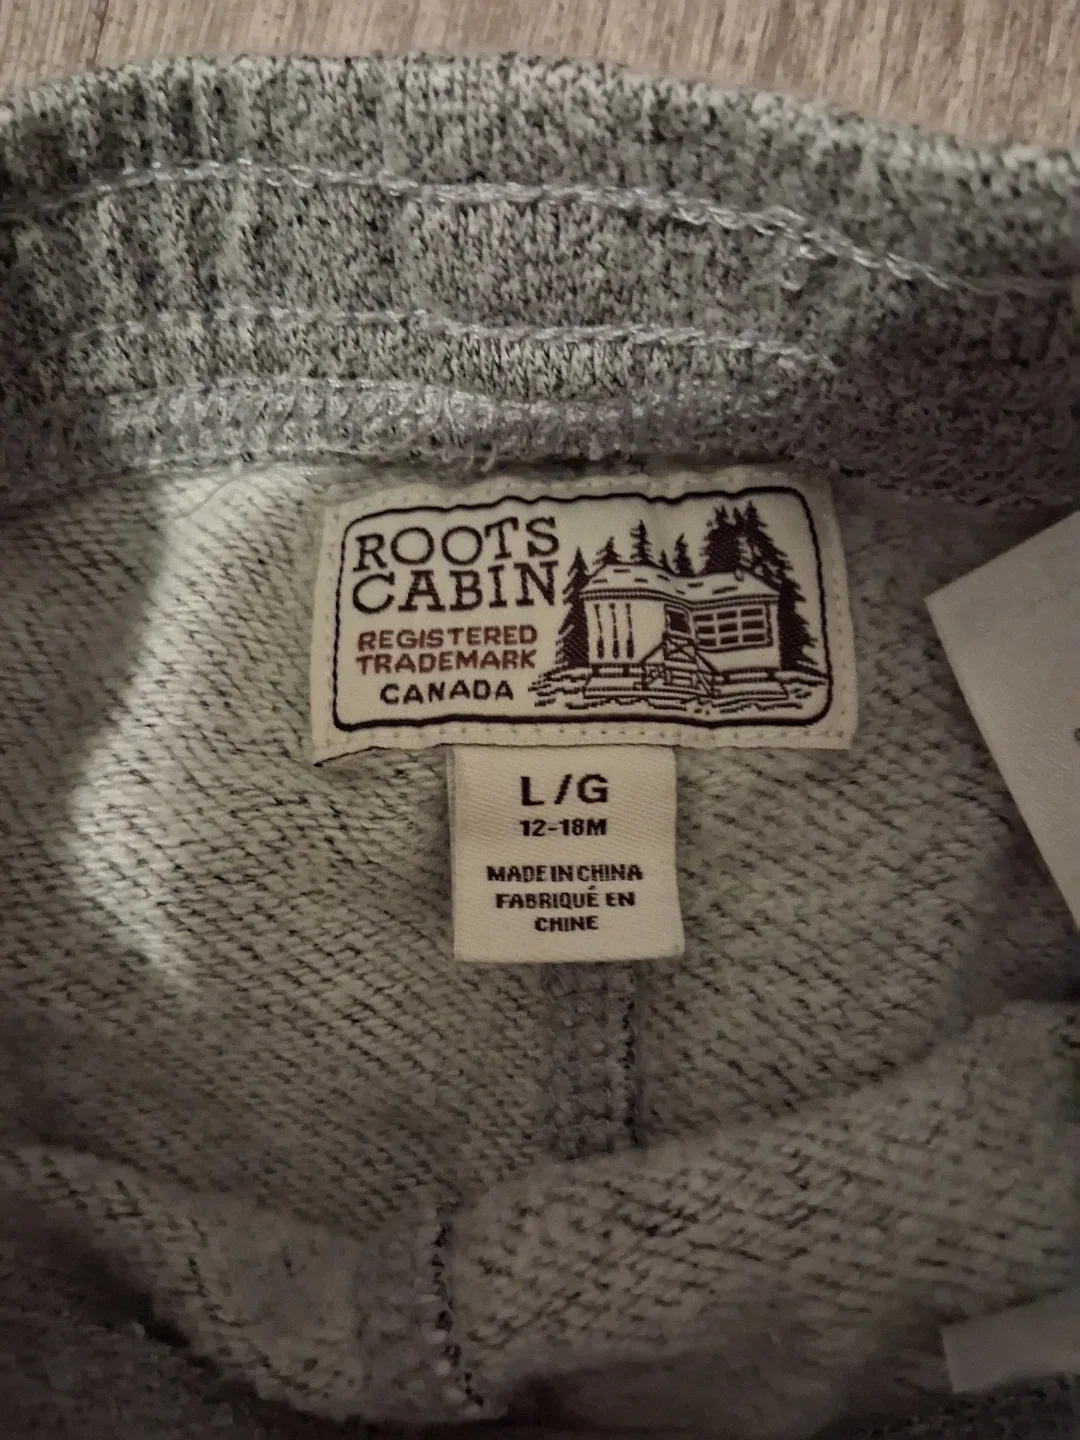 ROOTS
CABIN
REGISTERED
TRADEMARK
CANADA
L/G
12-18M
MADE IN CHINA
FABRIQUÉ EN
CHINE